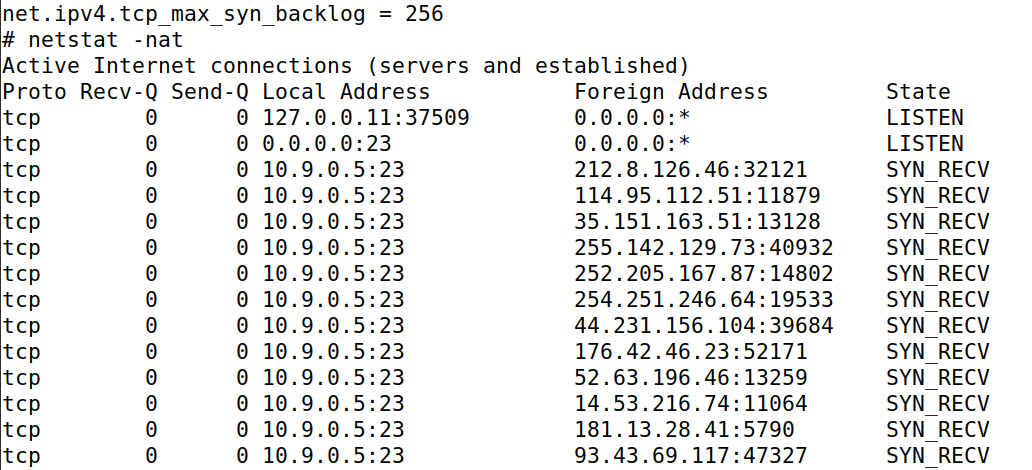 net.ipv4.tcp_max_syn_backlog = 256
# netstat -nat
Active Internet connections (servers and established)
Proto Recv-Q Send-Q Local Address           Foreign Address         State
tcp        0      0 127.0.0.11:37509        0.0.0.0:*               LISTEN
tcp        0      0 0.0.0.0:23              0.0.0.0:*               LISTEN
tcp        0      0 10.9.0.5:23             212.8.126.46:32121      SYN_RECV
tcp        0      0 10.9.0.5:23             114.95.112.51:11879     SYN_RECV
tcp        0      0 10.9.0.5:23             35.151.163.51:13128     SYN_RECV
tcp        0      0 10.9.0.5:23             255.142.129.73:40932    SYN_RECV
tcp        0      0 10.9.0.5:23             252.205.167.87:14802    SYN_RECV
tcp        0      0 10.9.0.5:23             254.251.246.64:19533    SYN_RECV
tcp        0      0 10.9.0.5:23             44.231.156.104:39684    SYN_RECV
tcp        0      0 10.9.0.5:23             176.42.46.23:52171      SYN_RECV
tcp        0      0 10.9.0.5:23             52.63.196.46:13259      SYN_RECV
tcp        0      0 10.9.0.5:23             14.53.216.74:11064      SYN_RECV
tcp        0      0 10.9.0.5:23             181.13.28.41:5790       SYN_RECV
tcp        0      0 10.9.0.5:23             93.43.69.117:47327      SYN_RECV